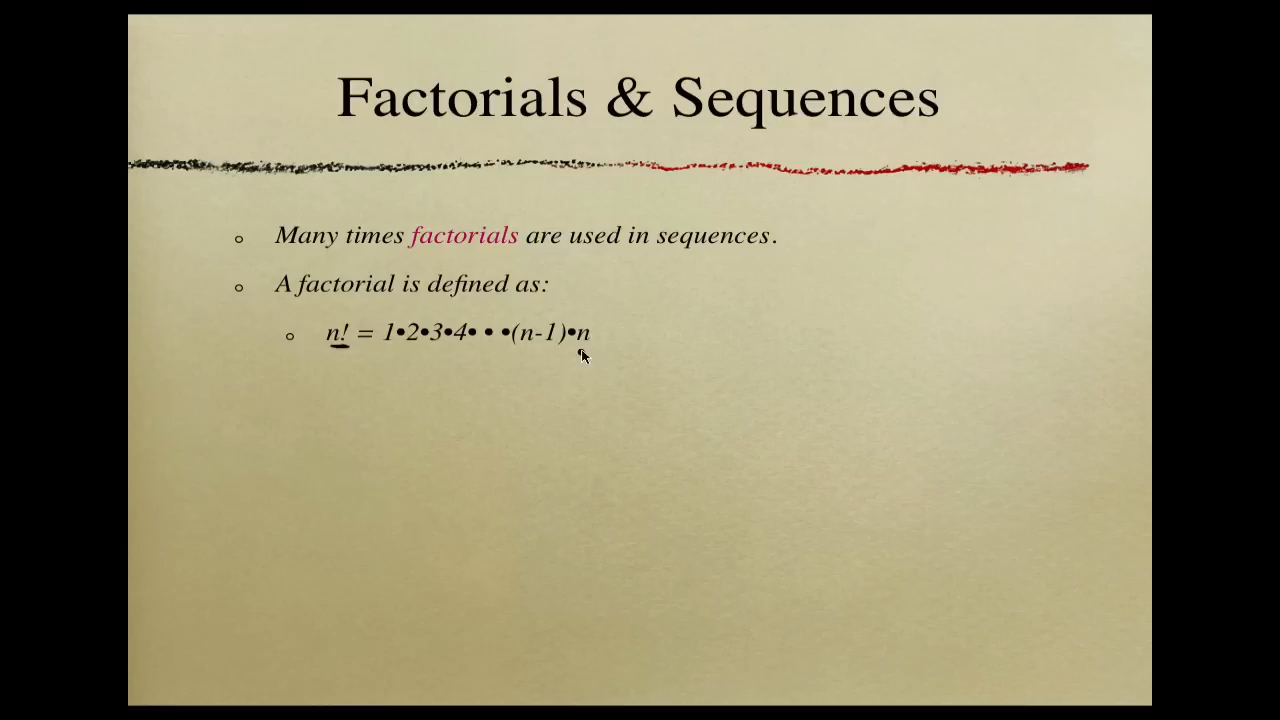 Factorials & Sequences
Many times factorials are used in sequences.
A factorial is defined as:
n! = 1•2•3•4• • •(n-1)•n